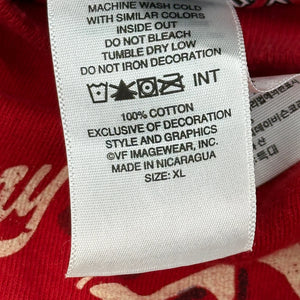 MACHINE WASH COLD
WITH SIMILAR COLORS
INSIDE OUT
DO NOT BLEACH
TUMBLE DRY LOW
DO NOT IRON DECORATION
INT
100% COTTON
EXCLUSIVE OF DECORATION
STYLE AND GRAPHICS
©VF IMAGEWEAR, INC.
MADE IN NICARAGUA
SIZE: XL